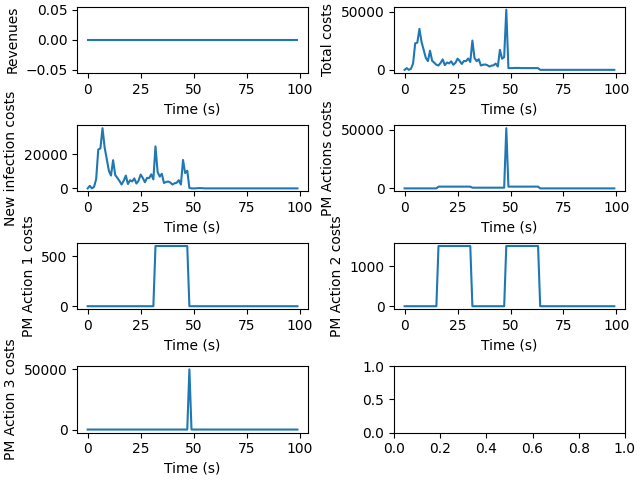 Revenues
0.05
0.00
−0.05
0 25 50 75 100
Time (s)
Total costs
50000
0
0 25 50 75 100
Time (s)
New infection costs
20000
0
0 25 50 75 100
Time (s)
PM Actions costs
50000
0
0 25 50 75 100
Time (s)
PM Action 1 costs
500
0
0 25 50 75 100
Time (s)
PM Action 2 costs
1000
0
0 25 50 75 100
Time (s)
PM Action 3 costs
50000
0
0 25 50 75 100
Time (s)
1.0
0.5
0.0
0.0 0.2 0.4 0.6 0.8 1.0